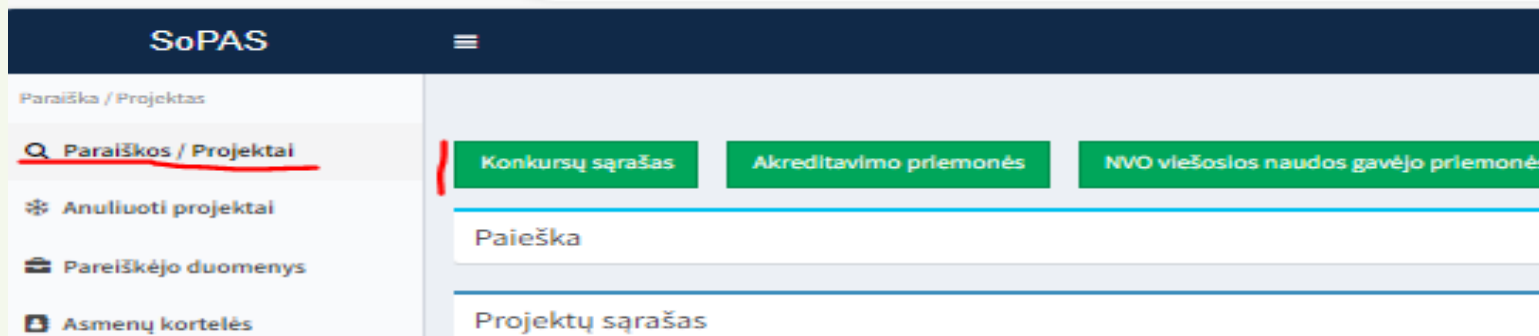 SoPAS
Paraiška / Projektas
Paraiškos / Projektai
Anuliuoti projektai
Pareiškėjo duomenys
Asmenų kortelės
Konkursų sąrašas
Akreditavimo priemonės
NVO viešosios naudos gavėjo priemonė
Paieška
Projektų sąrašas